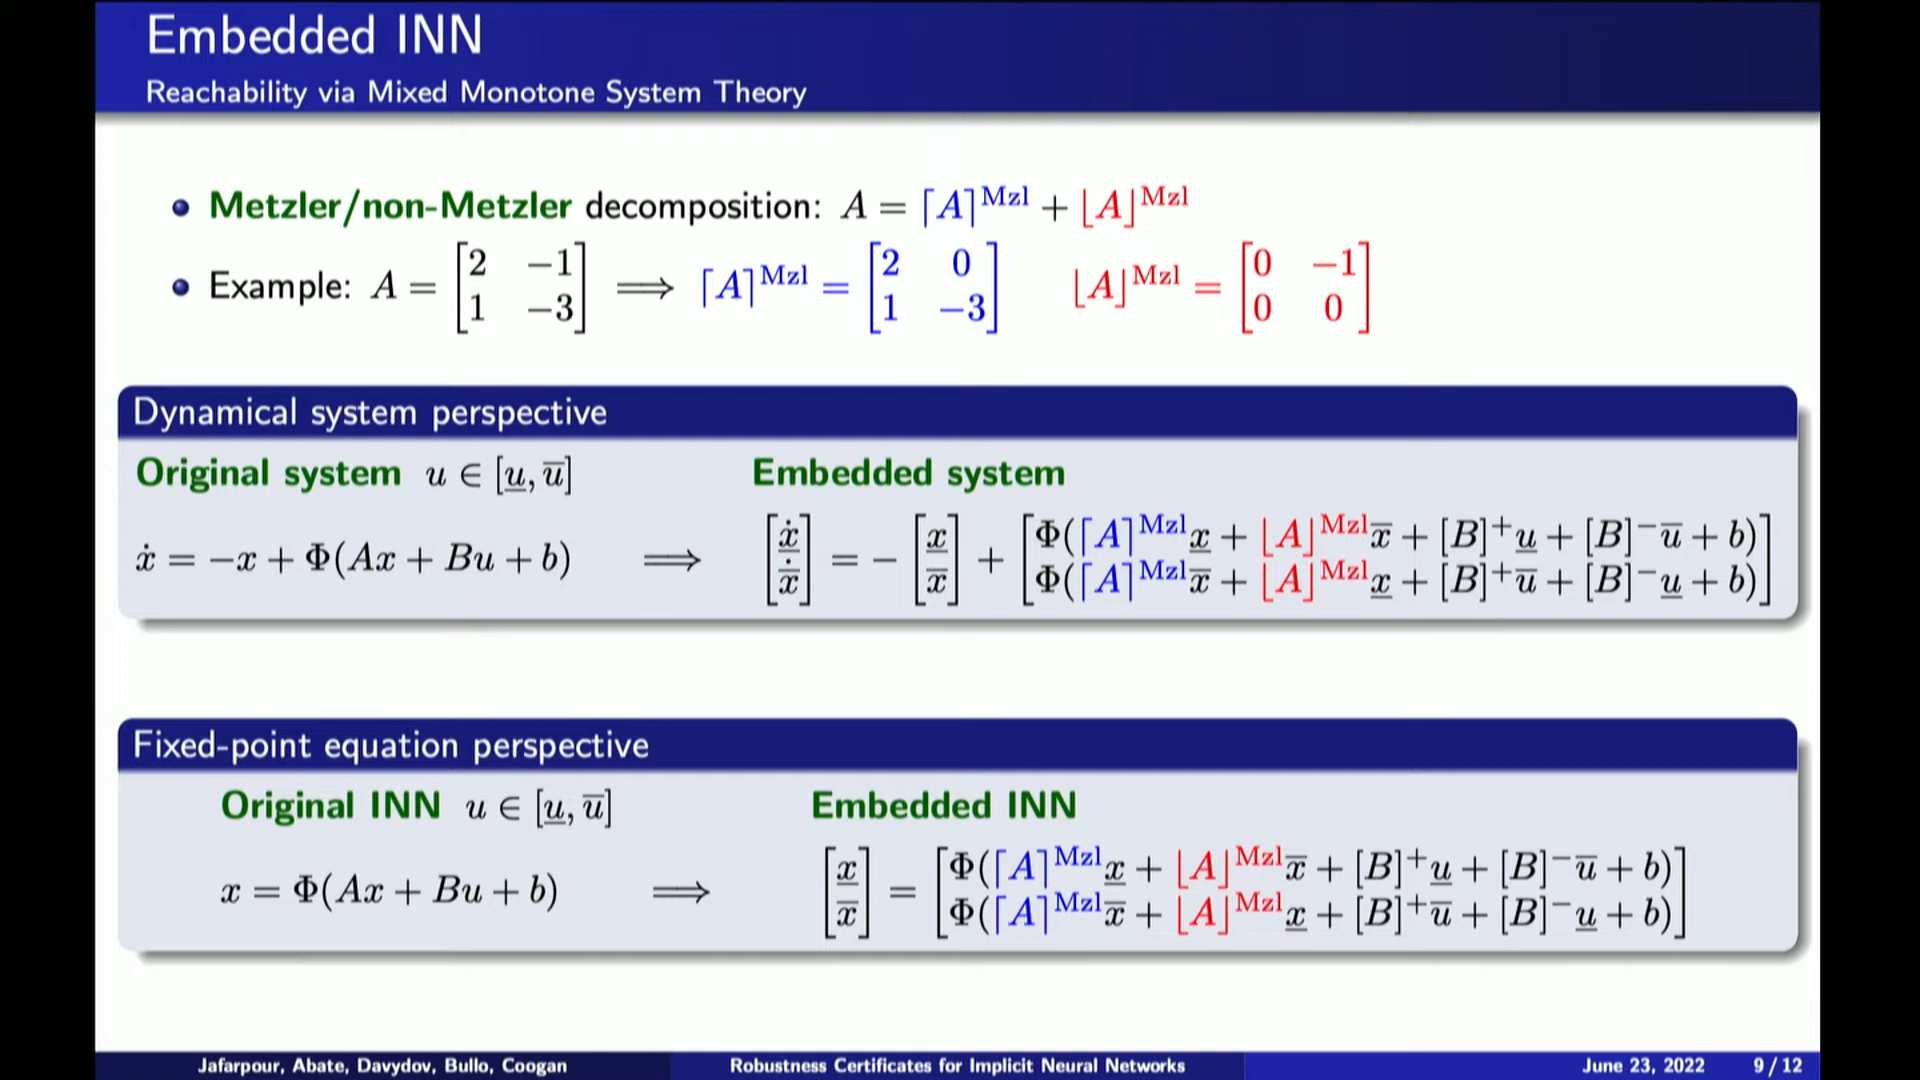 Embedded INN
Reachability via Mixed Monotone System Theory
Metzler/non-Metzler decomposition: A = ⌈A⌉^Mzl + ⌊A⌋^Mzl
Example: A = [2 −1; 1 −3] ⟹ ⌈A⌉^Mzl = [2 0; 1 −3] ⌊A⌋^Mzl = [0 −1; 0 0]
Dynamical system perspective
Original system u ∈ [u̲, u̅] Embedded system
ẋ = −x + Φ(Ax + Bu + b) ⟹ [ẋ̲; ẋ̅] = − [x̲; x̅] + [Φ(⌈A⌉^Mzl x̲ + ⌊A⌋^Mzl x̅ + [B]⁺u̲ + [B]⁻u̅ + b); Φ(⌈A⌉^Mzl x̅ + ⌊A⌋^Mzl x̲ + [B]⁺u̅ + [B]⁻u̲ + b)]
Fixed-point equation perspective
Original INN u ∈ [u̲, u̅] Embedded INN
x = Φ(Ax + Bu + b) ⟹ [x̲; x̅] = [Φ(⌈A⌉^Mzl x̲ + ⌊A⌋^Mzl x̅ + [B]⁺u̲ + [B]⁻u̅ + b); Φ(⌈A⌉^Mzl x̅ + ⌊A⌋^Mzl x̲ + [B]⁺u̅ + [B]⁻u̲ + b)]
Jafarpour, Abate, Davydov, Bullo, Coogan Robustness Certificates for Implicit Neural Networks June 23, 2022 9 / 12